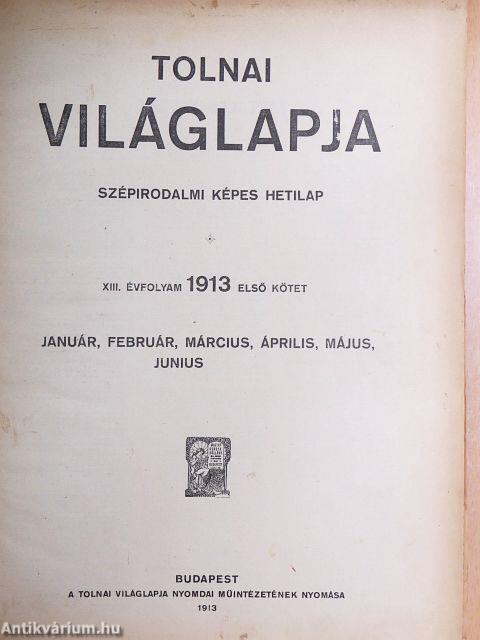 TOLNAI
VILÁGLAPJA
SZÉPIRODALMI KÉPES HETILAP
XIII. ÉVFOLYAM 1913 ELSŐ KÖTET
JANUÁR, FEBRUÁR, MÁRCIUS, ÁPRILIS, MÁJUS,
JUNIUS
BUDAPEST
A TOLNAI VILÁGLAPJA NYOMDAI MŰINTÉZETÉNEK NYOMÁSA
1913
Antikvárium.hu